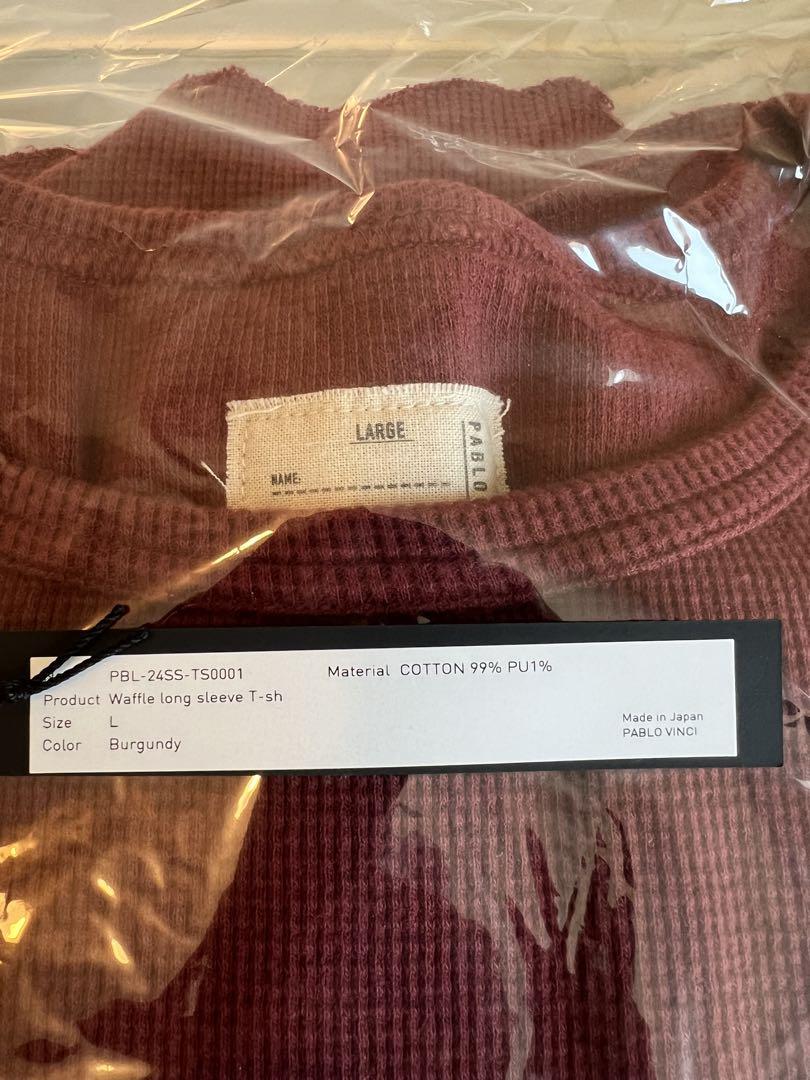 LARGE
NAME:
PABLO
PBL-24SS-TS0001
Material COTTON 99% PU1%
Product Waffle long sleeve T-sh
Size L
Color Burgundy
Made in Japan
PABLO VINCI